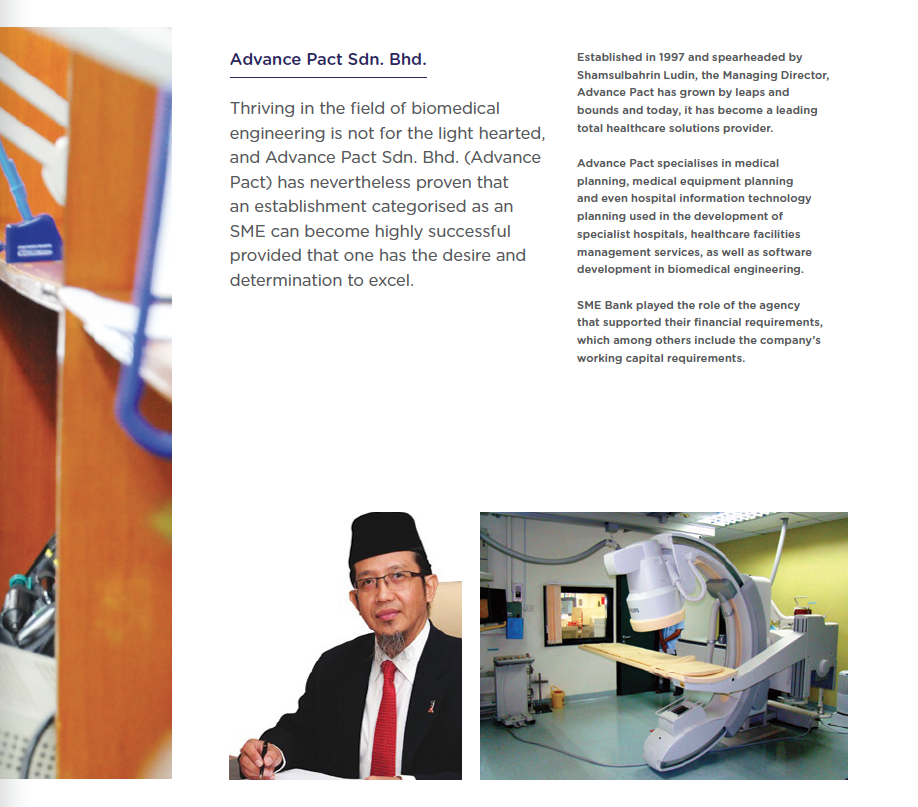 Advance Pact Sdn. Bhd.
Thriving in the field of biomedical
engineering is not for the light hearted,
and Advance Pact Sdn. Bhd. (Advance
Pact) has nevertheless proven that
an establishment categorised as an
SME can become highly successful
provided that one has the desire and
determination to excel.
Established in 1997 and spearheaded by
Shamsulbahrin Ludin, the Managing Director,
Advance Pact has grown by leaps and
bounds and today, it has become a leading
total healthcare solutions provider.
Advance Pact specialises in medical
planning, medical equipment planning
and even hospital information technology
planning used in the development of
specialist hospitals, healthcare facilities
management services, as well as software
development in biomedical engineering.
SME Bank played the role of the agency
that supported their financial requirements,
which among others include the company’s
working capital requirements.